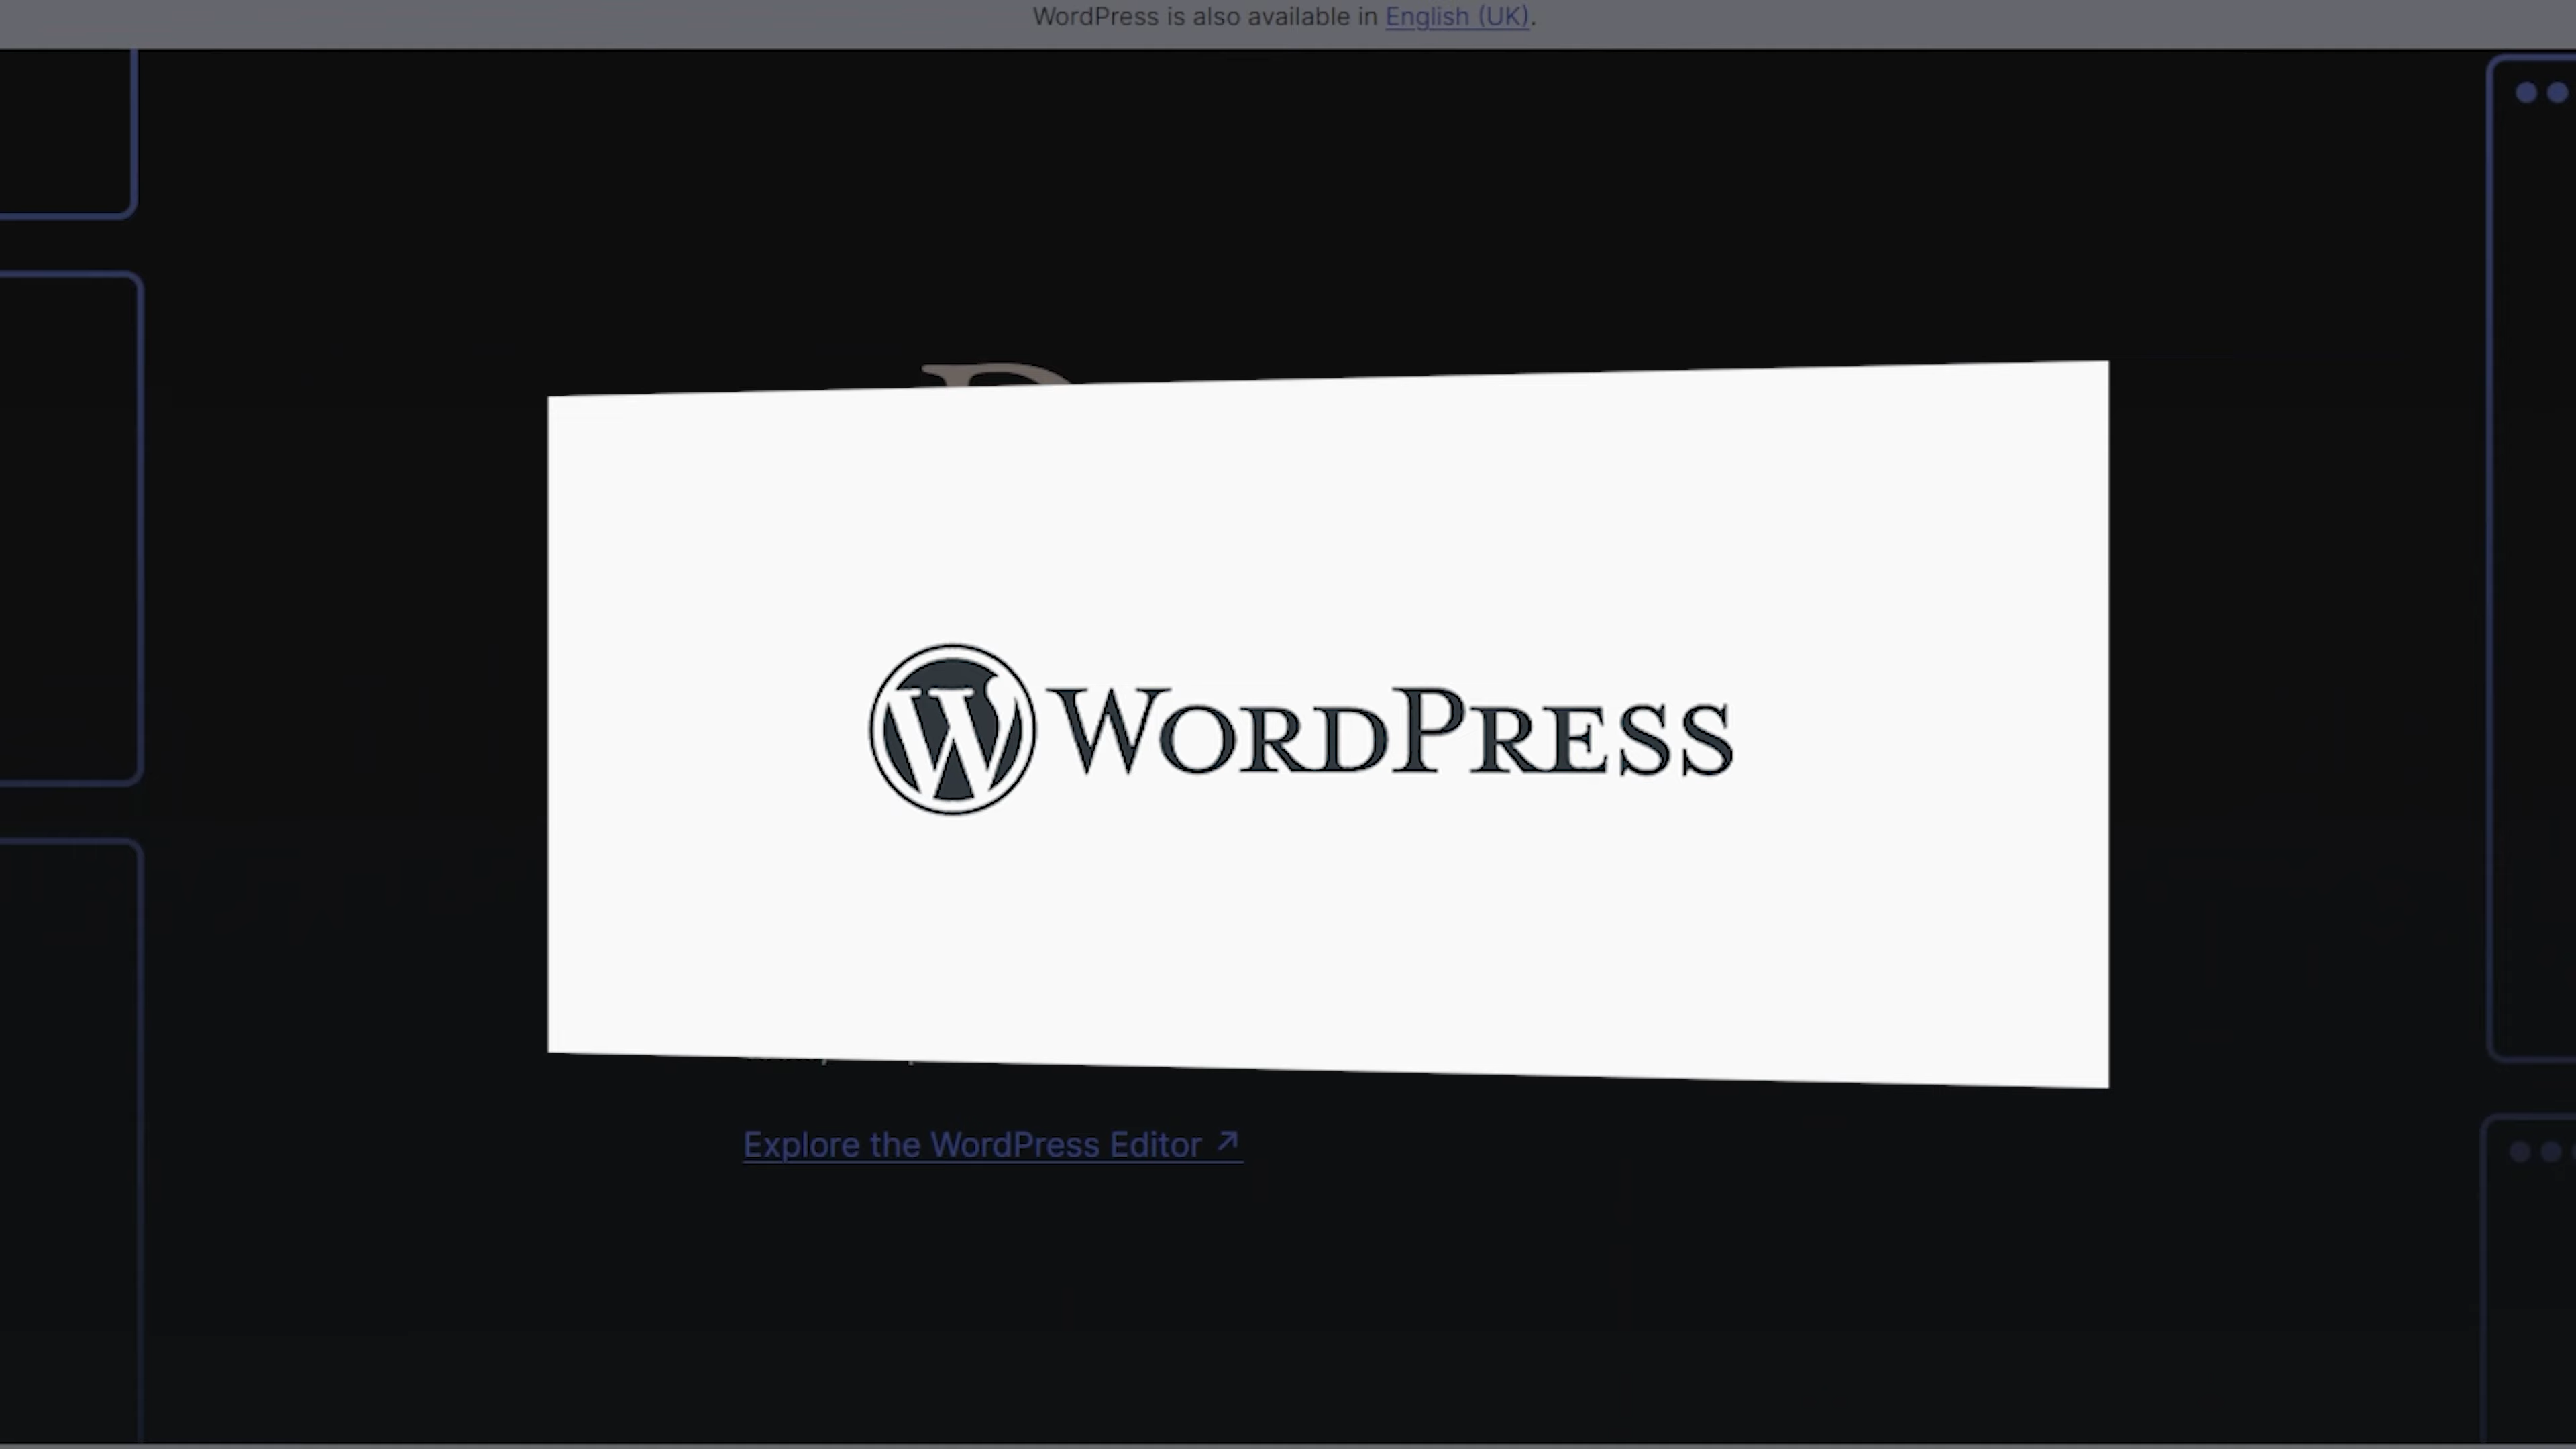 WordPress is also available in English (UK).
WORDPRESS
Explore the WordPress Editor ↗